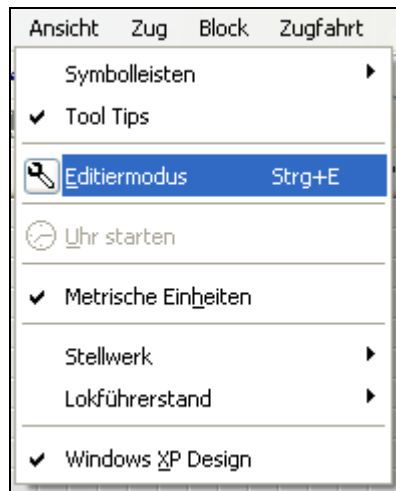 Ansicht Zug Block Zugfahrt
Symbolleisten
Tool Tips
Editiermodus Strg+E
Uhr starten
Metrische Einheiten
Stellwerk
Lokführerstand
Windows XP Design